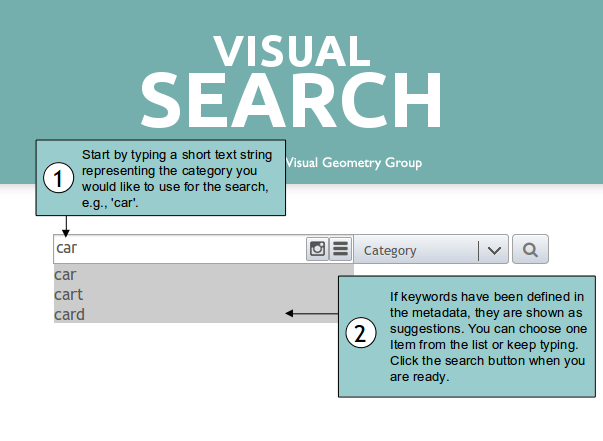 VISUAL
SEARCH
Visual Geometry Group
1
Start by typing a short text string
representing the category you
would like to use for the search,
e.g., 'car'.
car
Category
car
cart
card
2
If keywords have been defined in
the metadata, they are shown as
suggestions. You can choose one
Item from the list or keep typing.
Click the search button when you
are ready.